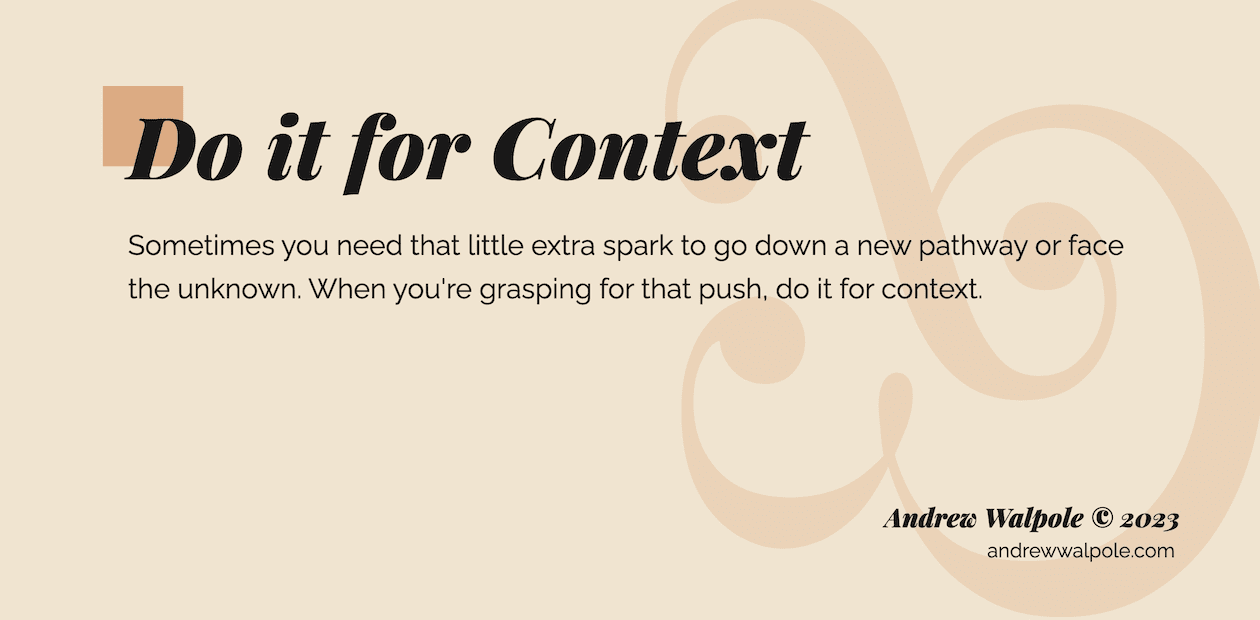 Do it for Context
Sometimes you need that little extra spark to go down a new pathway or face
the unknown. When you're grasping for that push, do it for context.
Andrew Walpole © 2023
andrewwalpole.com